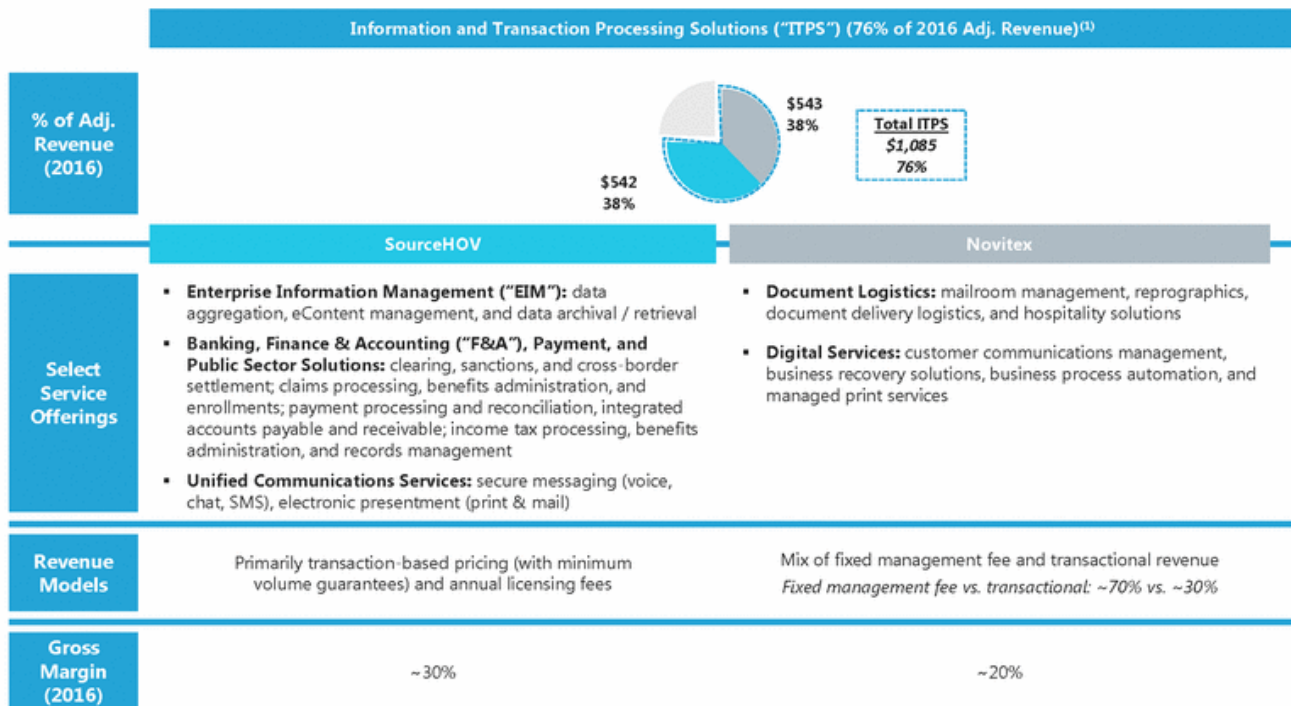 Information and Transaction Processing Solutions (“ITPS”) (76% of 2016 Adj. Revenue)(1)
% of Adj.
Revenue
(2016)
$543
38%
Total ITPS
$1,085
76%
$542
38%
SourceHOV
Novitex
Select
Service
Offerings
▪ Enterprise Information Management (“EIM”): data
aggregation, eContent management, and data archival / retrieval
▪ Banking, Finance & Accounting (“F&A”), Payment, and
Public Sector Solutions: clearing, sanctions, and cross-border
settlement; claims processing, benefits administration, and
enrollments; payment processing and reconciliation, integrated
accounts payable and receivable; income tax processing, benefits
administration, and records management
▪ Unified Communications Services: secure messaging (voice,
chat, SMS), electronic presentment (print & mail)
▪ Document Logistics: mailroom management, reprographics,
document delivery logistics, and hospitality solutions
▪ Digital Services: customer communications management,
business recovery solutions, business process automation, and
managed print services
Revenue
Models
Primarily transaction-based pricing (with minimum
volume guarantees) and annual licensing fees
Mix of fixed management fee and transactional revenue
Fixed management fee vs. transactional: ~70% vs. ~30%
Gross
Margin
(2016)
~30%
~20%